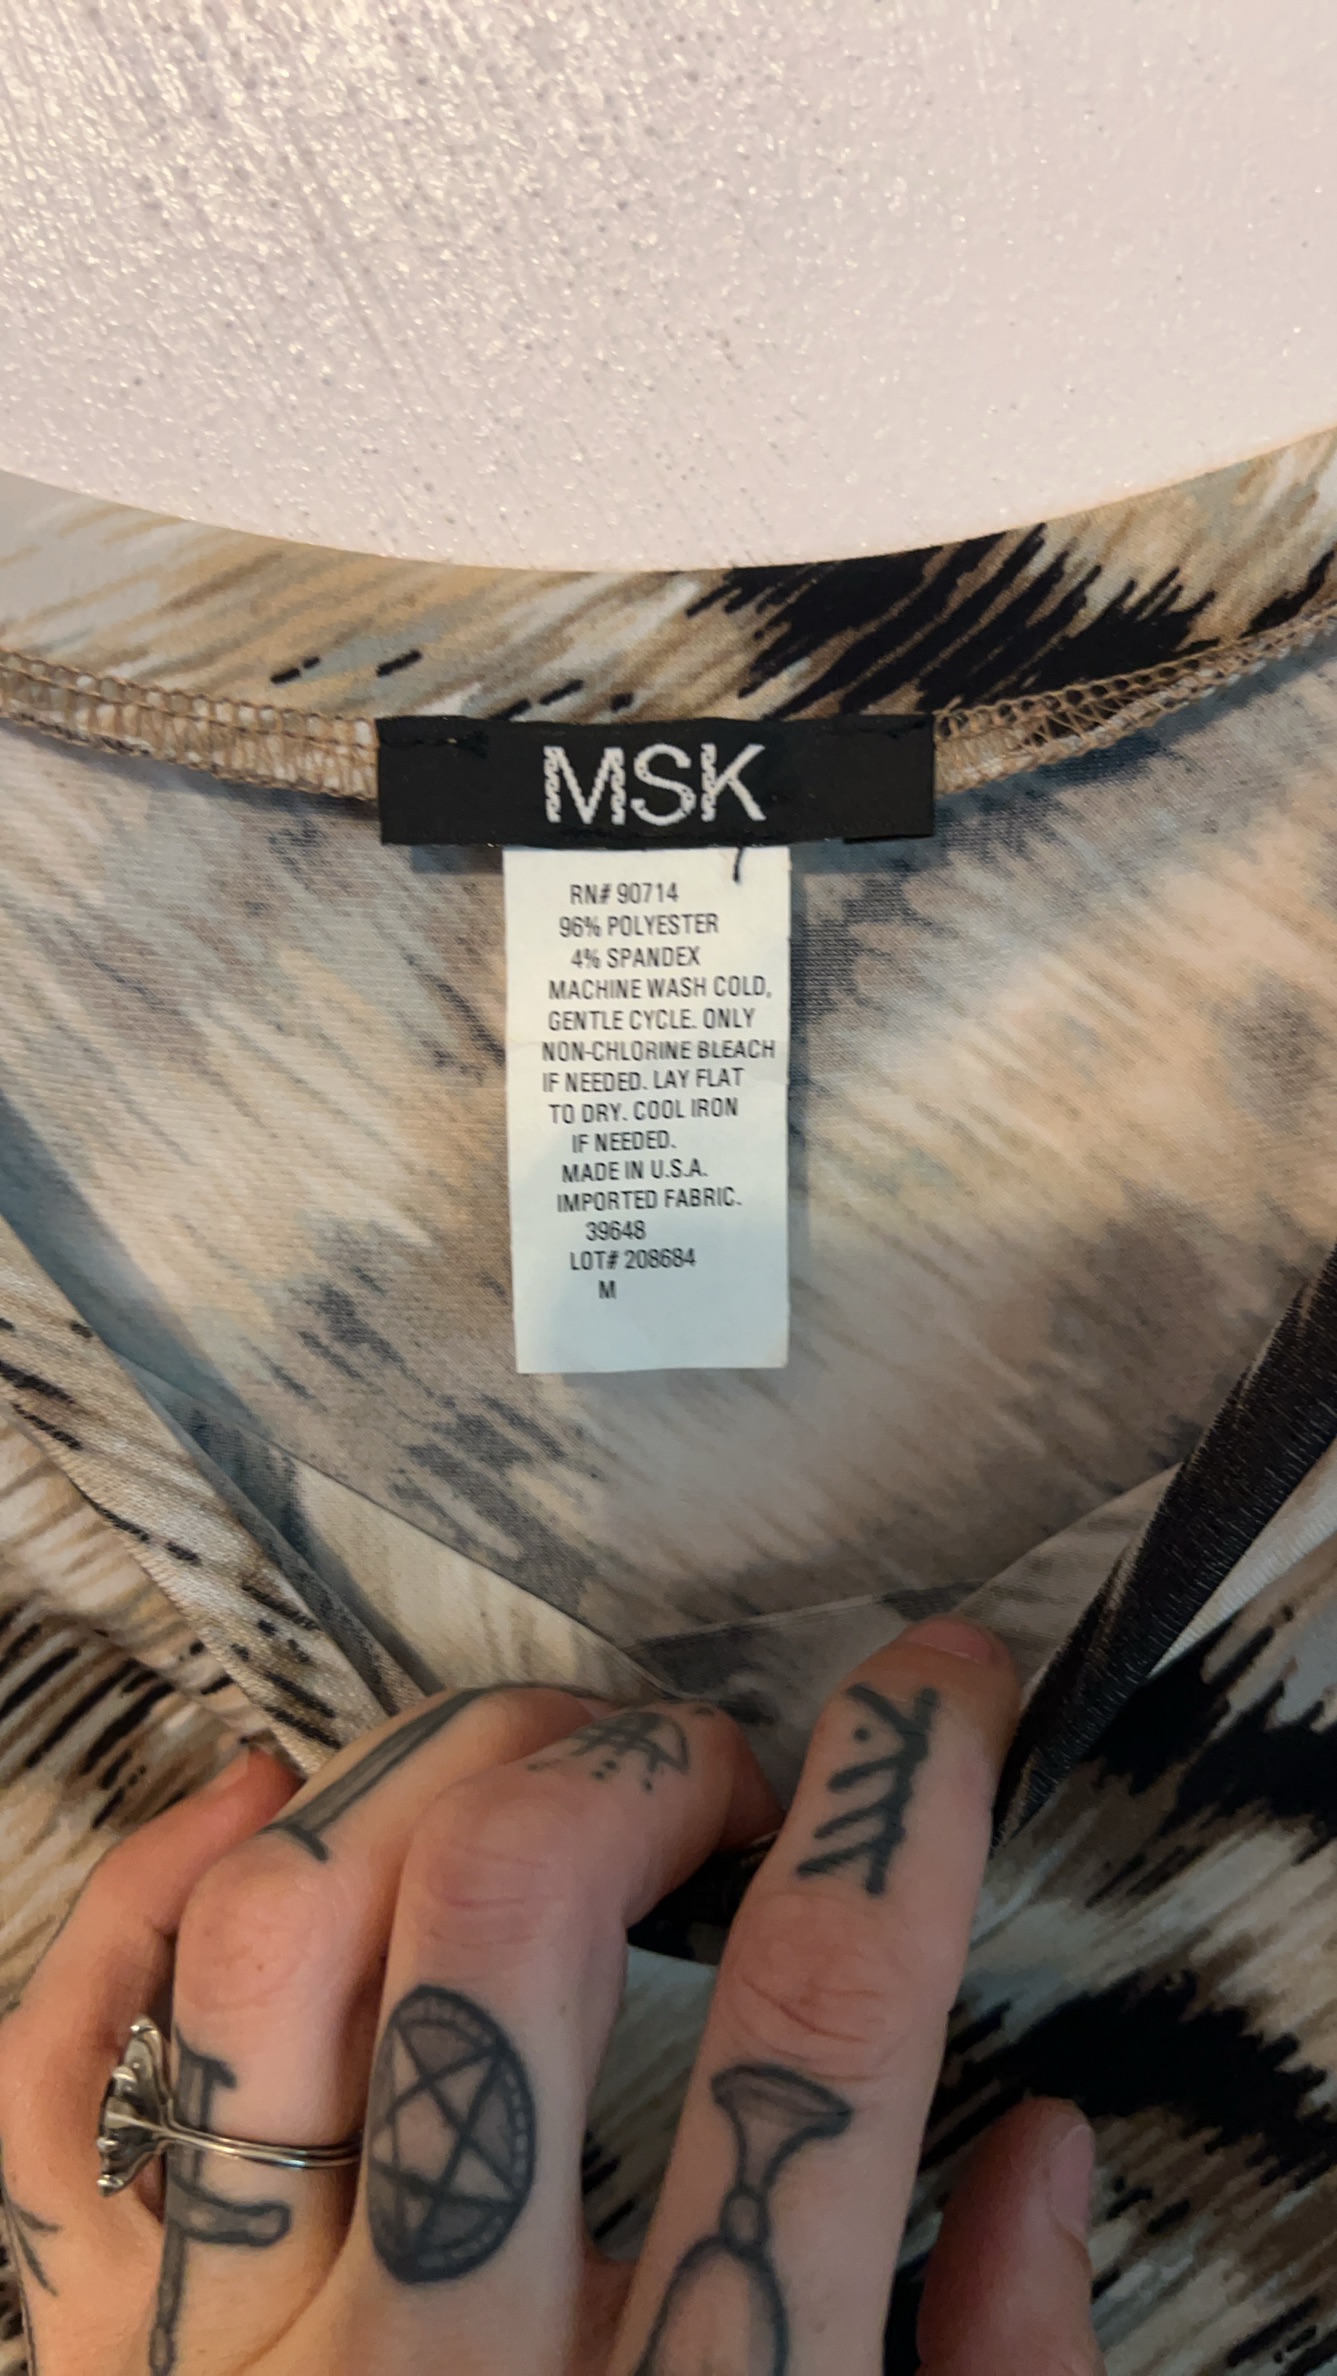 MSK
RN# 90714
96% POLYESTER
4% SPANDEX
MACHINE WASH COLD,
GENTLE CYCLE. ONLY
NON-CHLORINE BLEACH
IF NEEDED. LAY FLAT
TO DRY. COOL IRON
IF NEEDED.
MADE IN U.S.A.
IMPORTED FABRIC.
39648
LOT# 208684
M